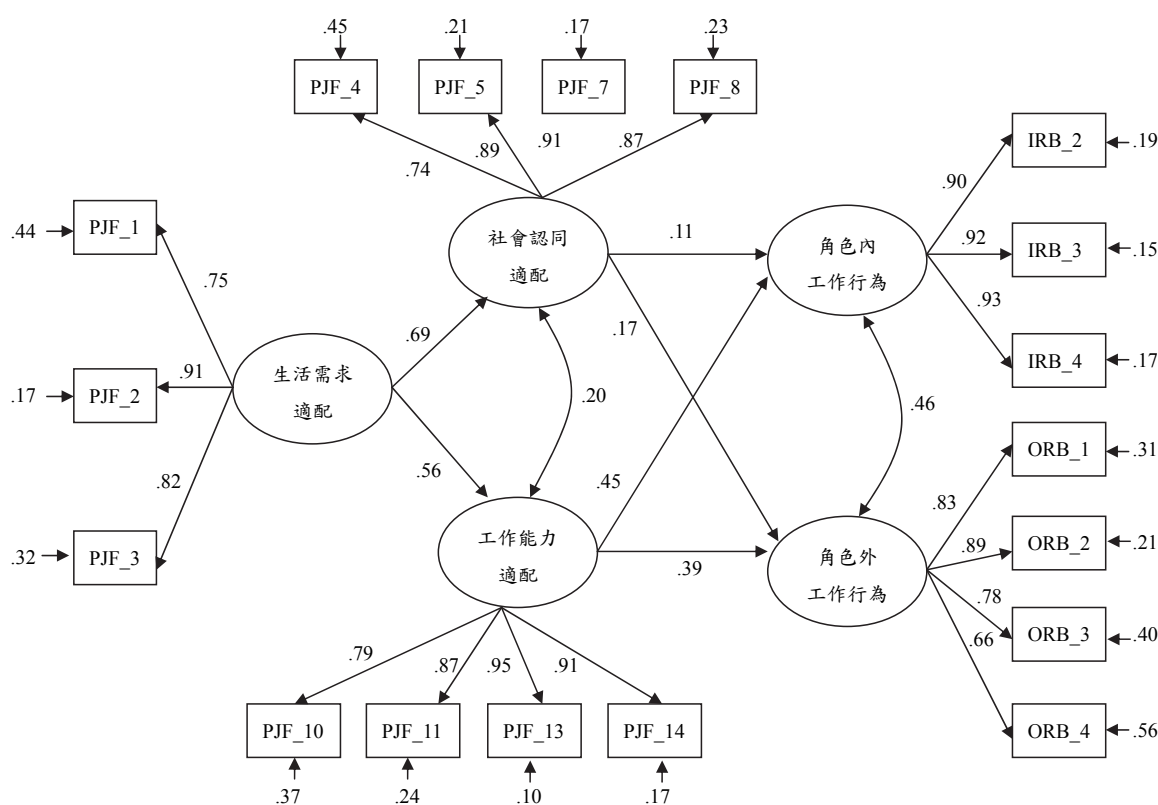 .45
.21
.17
.23
PJF_4
PJF_5
PJF_7
PJF_8
.74
.89
.91
.87
.44
PJF_1
.75
.17
PJF_2
.91
.32
PJF_3
.82
生活需求
適配
.69
.56
社會認同
適配
.20
工作能力
適配
.11
.17
.45
.39
角色內
工作行為
.46
角色外
工作行為
.90
IRB_2
.19
.92
IRB_3
.15
.93
IRB_4
.17
.83
ORB_1
.31
.89
ORB_2
.21
.78
ORB_3
.40
.66
ORB_4
.56
.79
.87
.95
.91
PJF_10
PJF_11
PJF_13
PJF_14
.37
.24
.10
.17